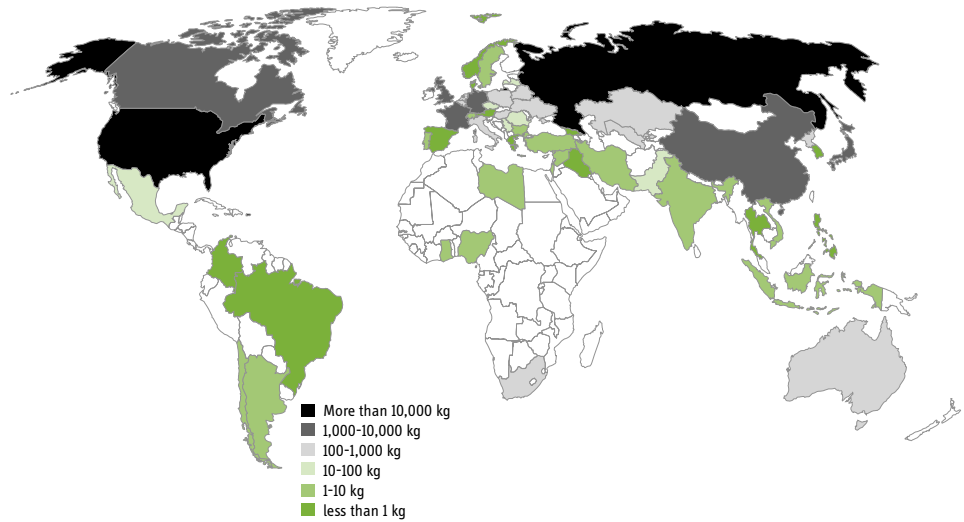 More than 10,000 kg
1,000-10,000 kg
100-1,000 kg
10-100 kg
1-10 kg
less than 1 kg